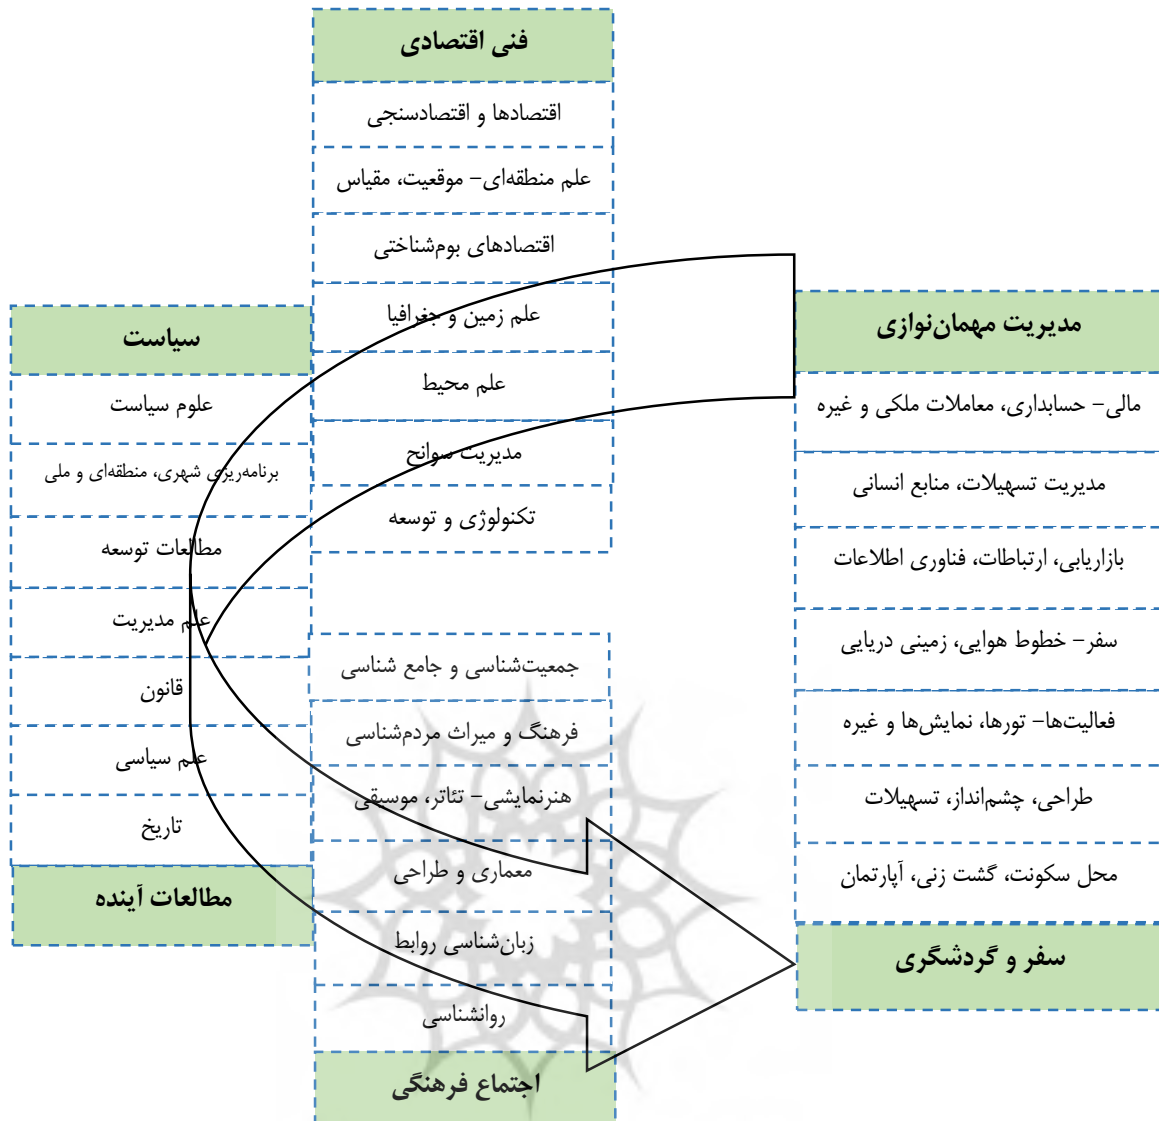 فنی اقتصادی
اقتصادها و اقتصادسنجی
علم منطقه‌ای- موقعیت، مقیاس
اقتصادهای بوم‌شناختی
علم زمین و جغرافیا
علم محیط
مدیریت سوانح
تکنولوژی و توسعه
مدیریت مهمان‌نوازی
مالی- حسابداری، معاملات ملکی و غیره
مدیریت تسهیلات، منابع انسانی
بازاریابی، ارتباطات، فناوری اطلاعات
سفر- خطوط هوایی، زمینی دریایی
فعالیت‌ها- تورها، نمایش‌ها و غیره
طراحی، چشم‌انداز، تسهیلات
محل سکونت، گشت زنی، آپارتمان
سفر و گردشگری
سیاست
علوم سیاست
برنامه‌ریزی شهری، منطقه‌ای و ملی
مطالعات توسعه
علم مدیریت
قانون
علم سیاسی
تاریخ
مطالعات آینده
جمعیت‌شناسی و جامع شناسی
فرهنگ و میراث مردم‌شناسی
هنرنمایشی- تئاتر، موسیقی
معماری و طراحی
زبان‌شناسی روابط
روانشناسی
اجتماع فرهنگی